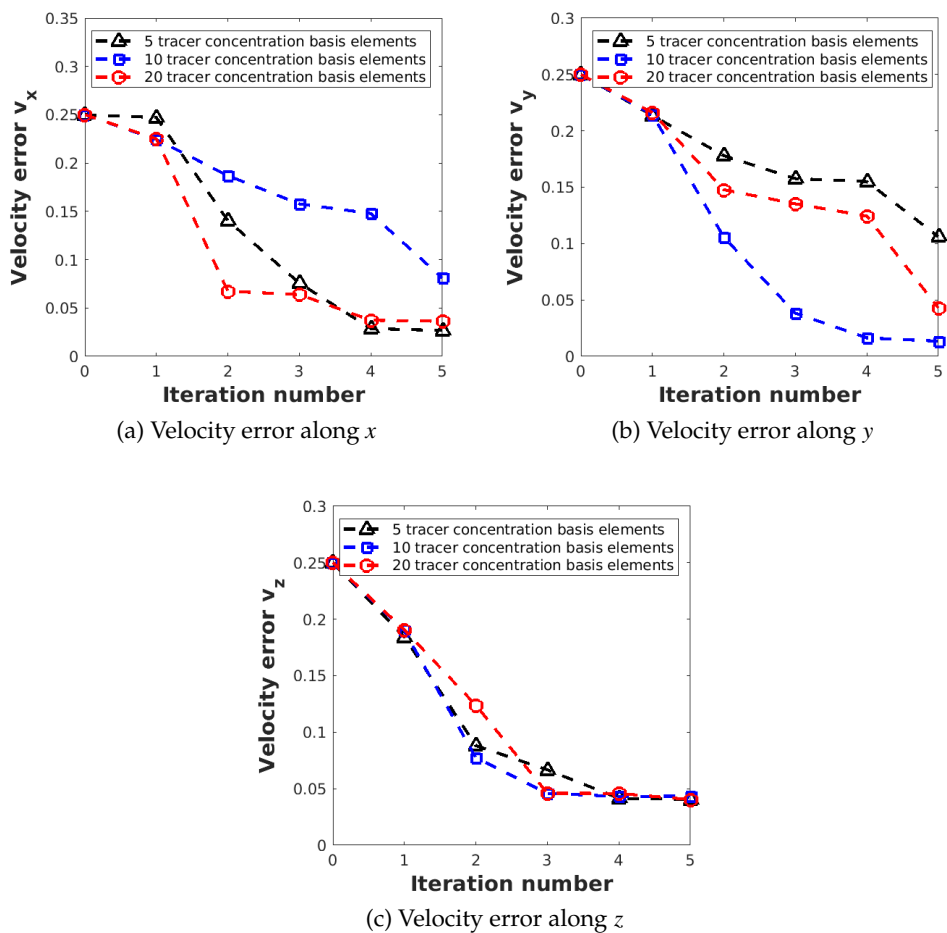 0.35
0.3
0.25
0.2
0.15
0.1
0.05
0
Velocity error v_x
5 tracer concentration basis elements
10 tracer concentration basis elements
20 tracer concentration basis elements
0 1 2 3 4 5
Iteration number
(a) Velocity error along x
0.3
0.25
0.2
0.15
0.1
0.05
0
Velocity error v_y
5 tracer concentration basis elements
10 tracer concentration basis elements
20 tracer concentration basis elements
0 1 2 3 4 5
Iteration number
(b) Velocity error along y
0.3
0.25
0.2
0.15
0.1
0.05
0
Velocity error v_z
5 tracer concentration basis elements
10 tracer concentration basis elements
20 tracer concentration basis elements
0 1 2 3 4 5
Iteration number
(c) Velocity error along z